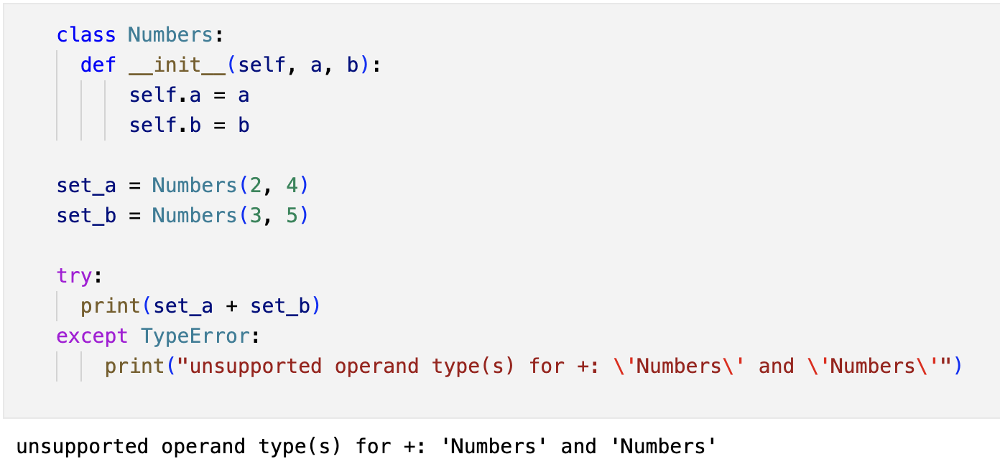 class Numbers:
  def __init__(self, a, b):
      self.a = a
      self.b = b

set_a = Numbers(2, 4)
set_b = Numbers(3, 5)

try:
  print(set_a + set_b)
except TypeError:
    print("unsupported operand type(s) for +: \'Numbers\' and \'Numbers\'")

unsupported operand type(s) for +: 'Numbers' and 'Numbers'